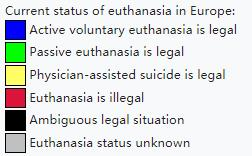 Current status of euthanasia in Europe:
Active voluntary euthanasia is legal
Passive euthanasia is legal
Physician-assisted suicide is legal
Euthanasia is illegal
Ambiguous legal situation
Euthanasia status unknown